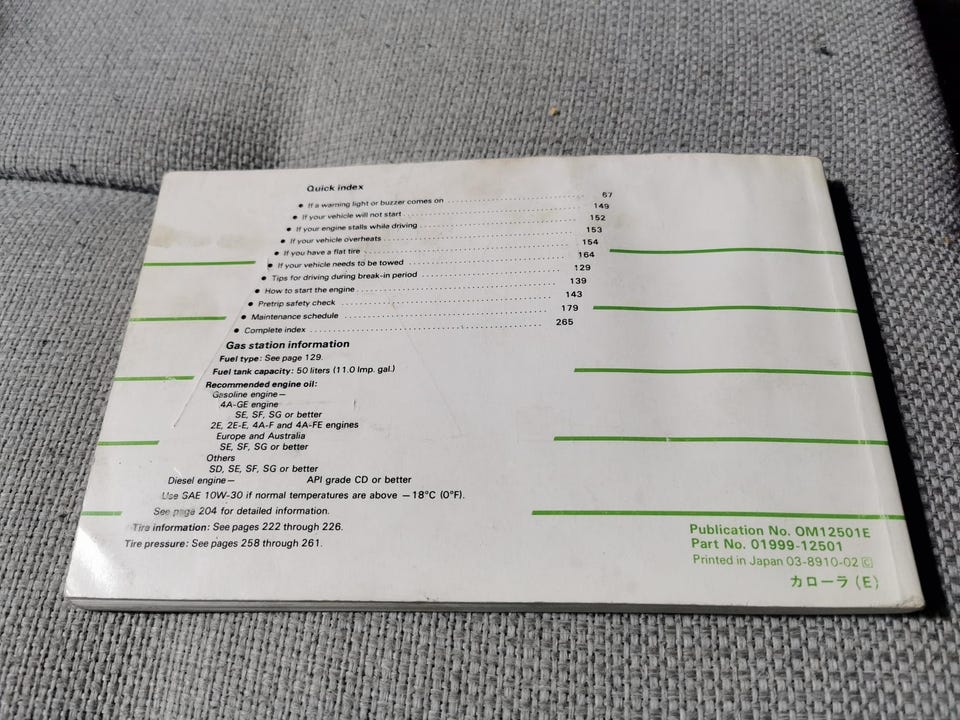 Quick index
● If a warning light or buzzer comes on 67
● If your vehicle will not start 149
● If your engine stalls while driving 152
● If your vehicle overheats 153
● If you have a flat tire 154
● If your vehicle needs to be towed 164
● Tips for driving during break-in period 129
● How to start the engine 139
● Pretrip safety check 143
● Maintenance schedule 179
● Complete index 265
Gas station information
Fuel type: See page 129.
Fuel tank capacity: 50 liters (11.0 Imp. gal.)
Recommended engine oil:
Gasoline engine—
4A-GE engine
SE, SF, SG or better
2E, 2E-E, 4A-F and 4A-FE engines
Europe and Australia
SE, SF, SG or better
Others
SD, SE, SF, SG or better
Diesel engine— API grade CD or better
Use SAE 10W-30 if normal temperatures are above −18°C (0°F).
See page 204 for detailed information.
Tire information: See pages 222 through 226.
Tire pressure: See pages 258 through 261.
Publication No. OM12501E
Part No. 01999-12501
Printed in Japan 03-8910-02 Ⓒ
カローラ (E)